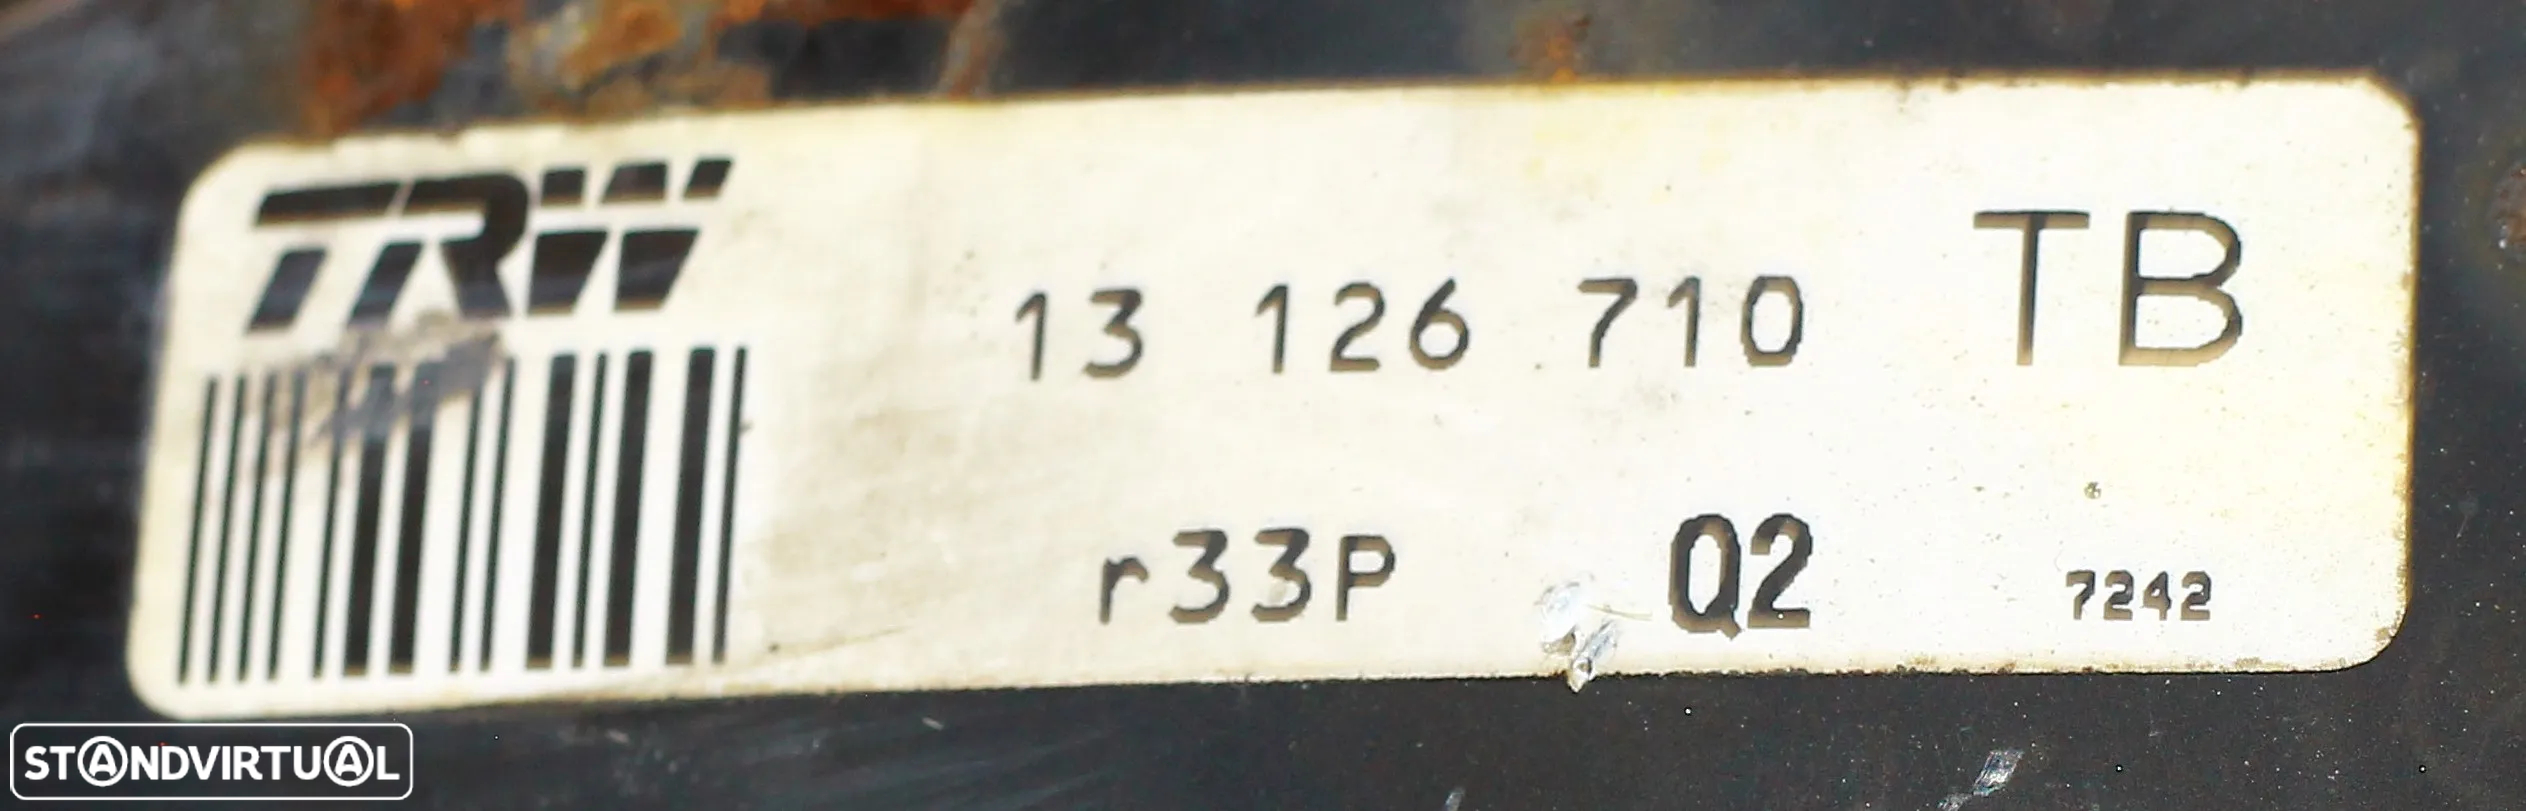 TRW
13 126 710 TB
r33P Q2 7242
STANDVIRTUAL